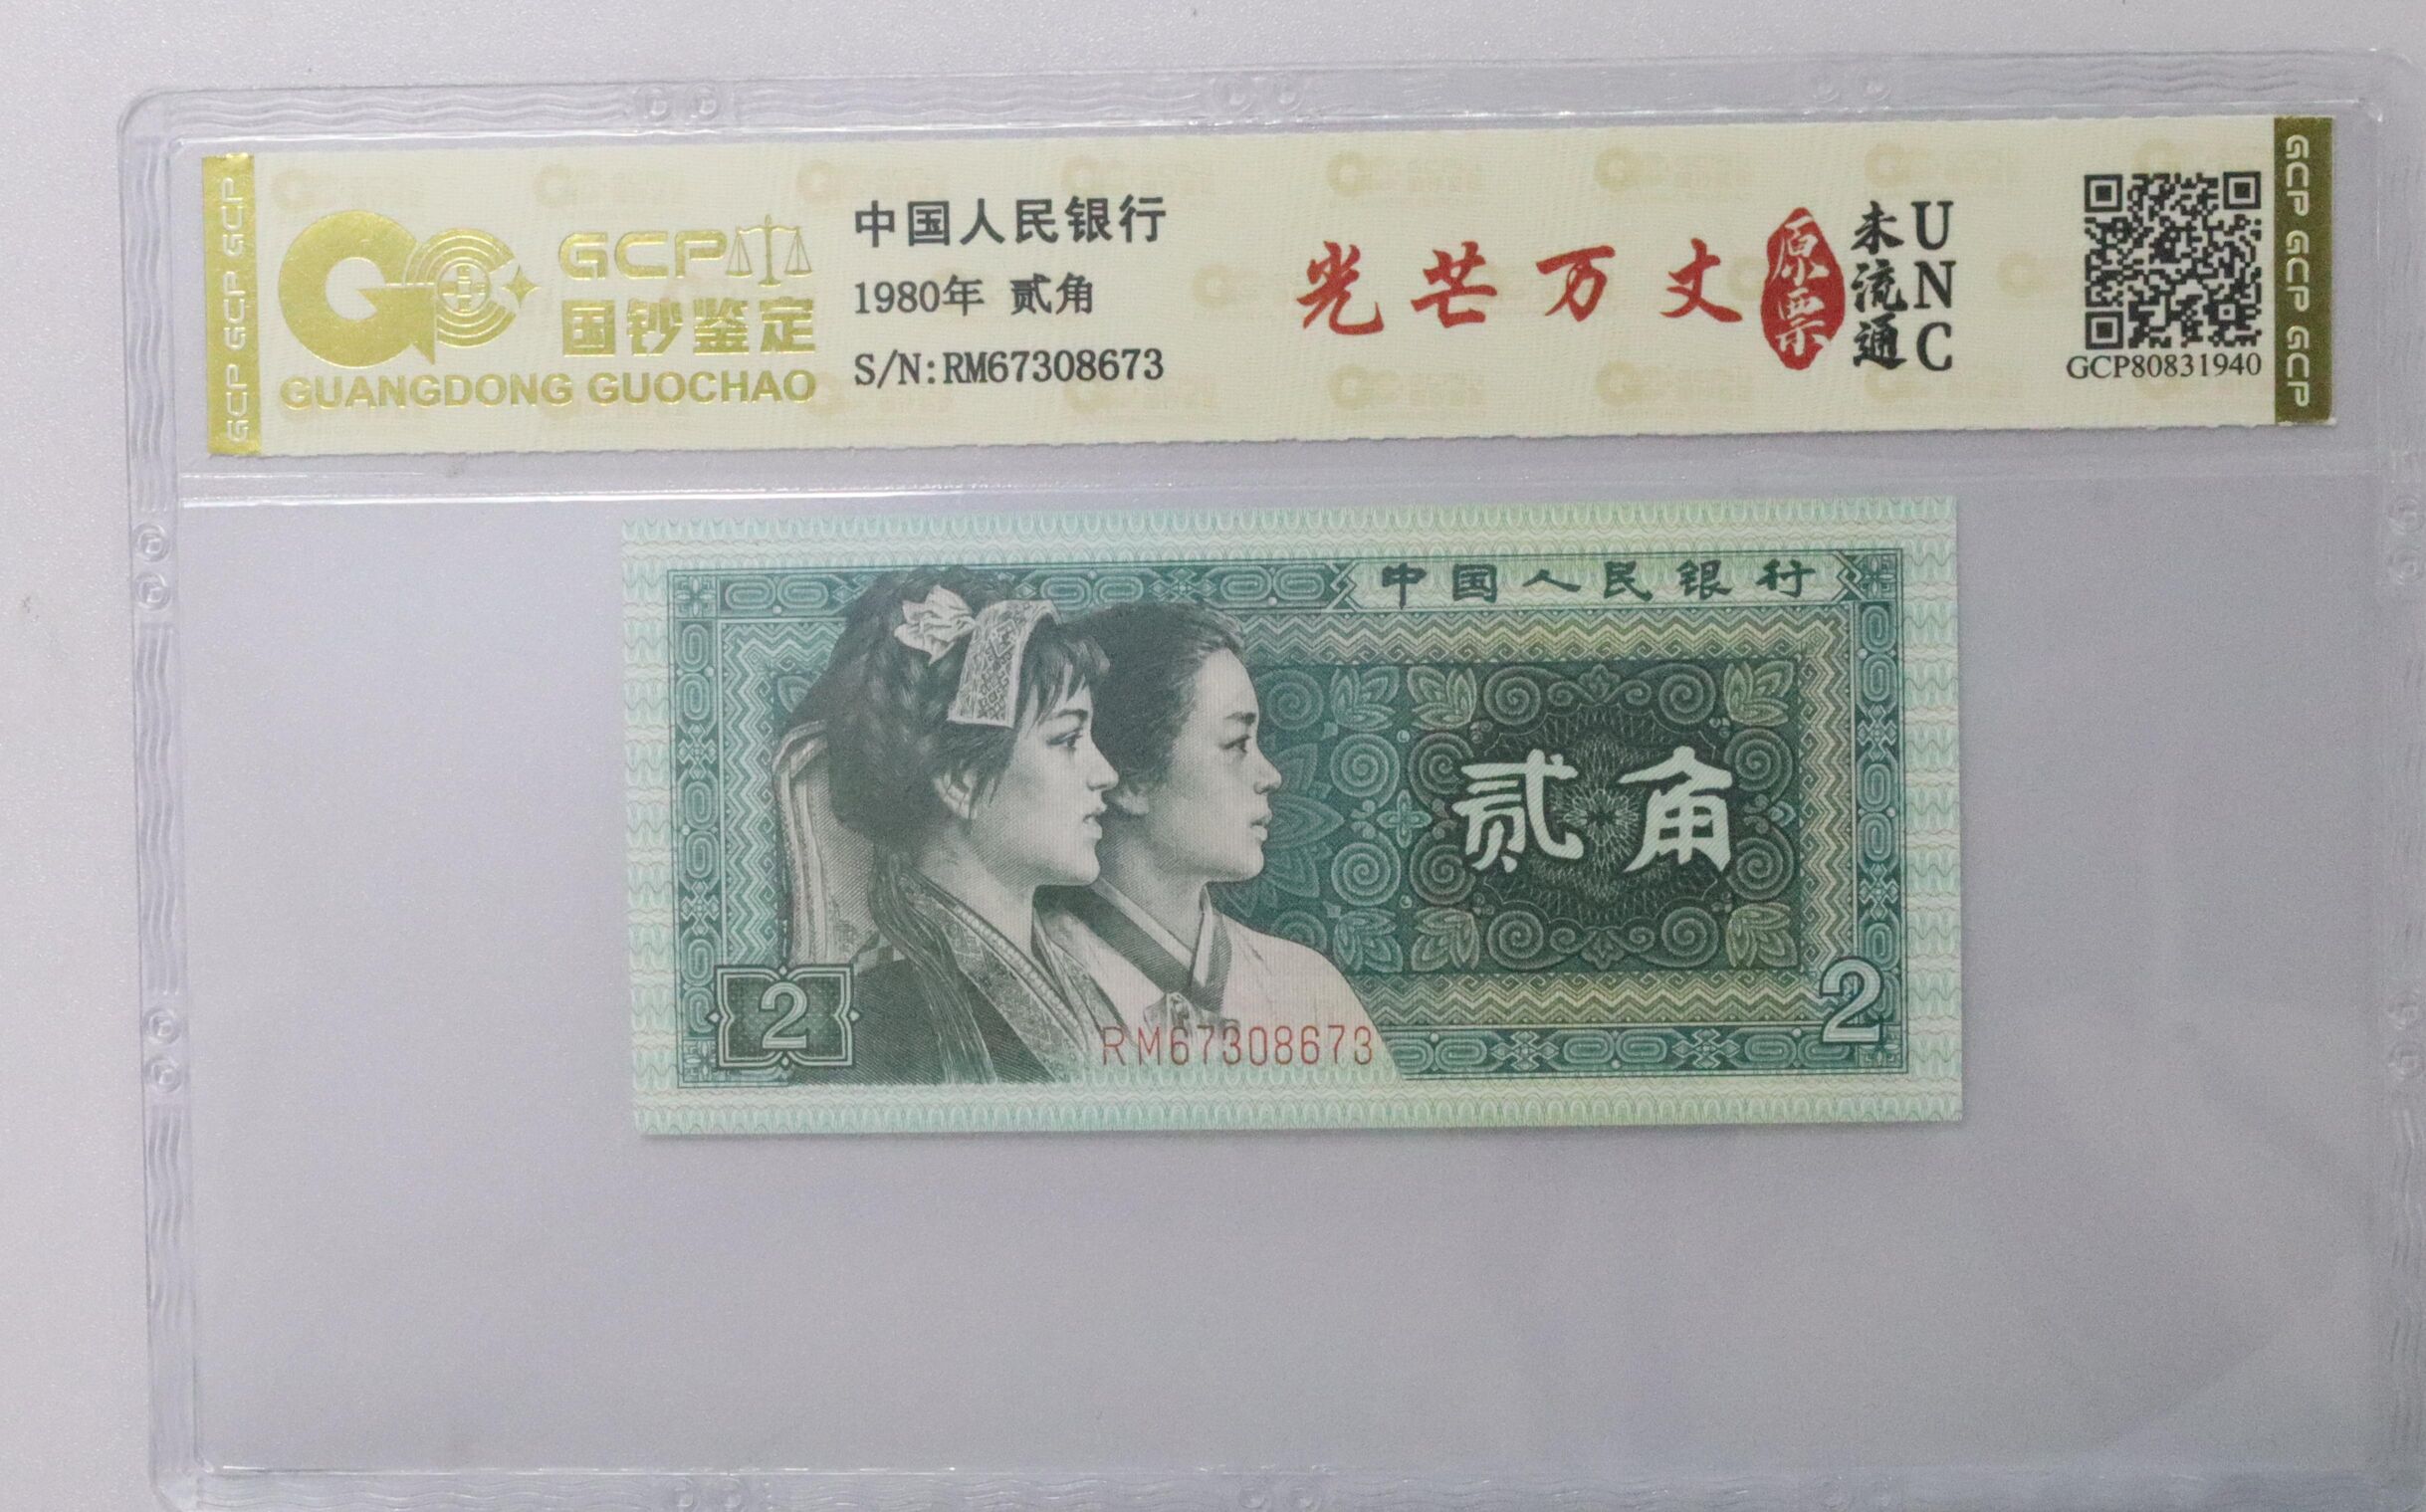 GCP GCP GCP
GCP
国钞鉴定
GUANGDONG GUOCHAO
中国人民银行
1980年 贰角
S/N:RM67308673
光芒万丈
原票
未流通
UNC
GCP80831940
GCP GCP GCP
中国人民银行
贰角
2
2
RM67308673